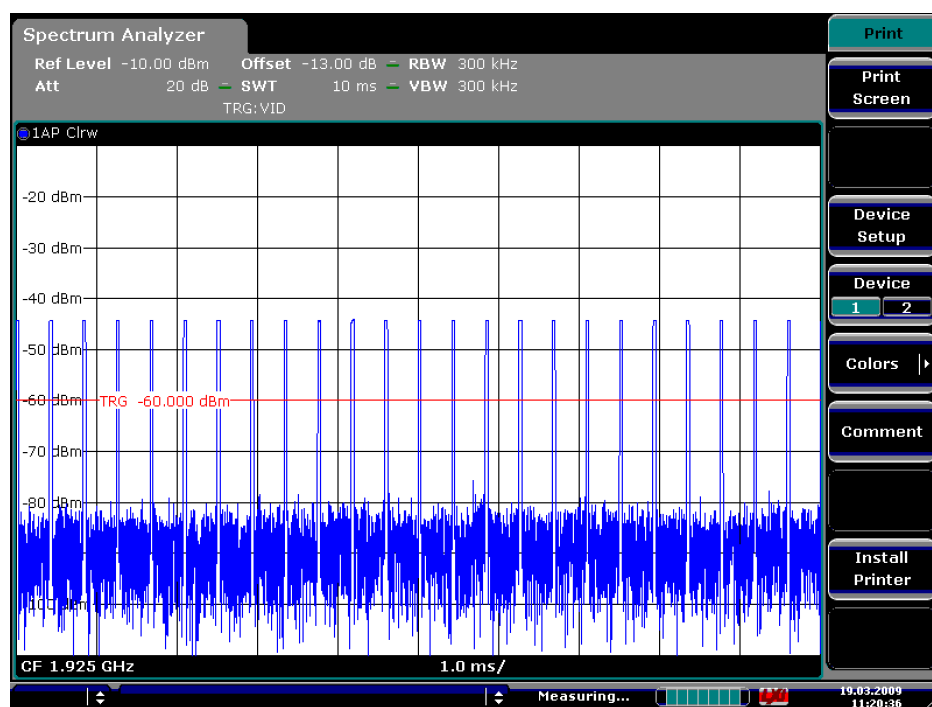 Spectrum Analyzer
Ref Level -10.00 dBm Offset -13.00 dB RBW 300 kHz
Att 20 dB SWT 10 ms VBW 300 kHz
TRG:VID
1AP Clrw
-20 dBm
-30 dBm
-40 dBm
-50 dBm
-60 dBm
TRG -60.000 dBm
-70 dBm
-80 dBm
CF 1.925 GHz 1.0 ms/
Measuring...
19.03.2009
11:20:36
Print
Print
Screen
Device
Setup
Device
1 2
Colors
Comment
Install
Printer